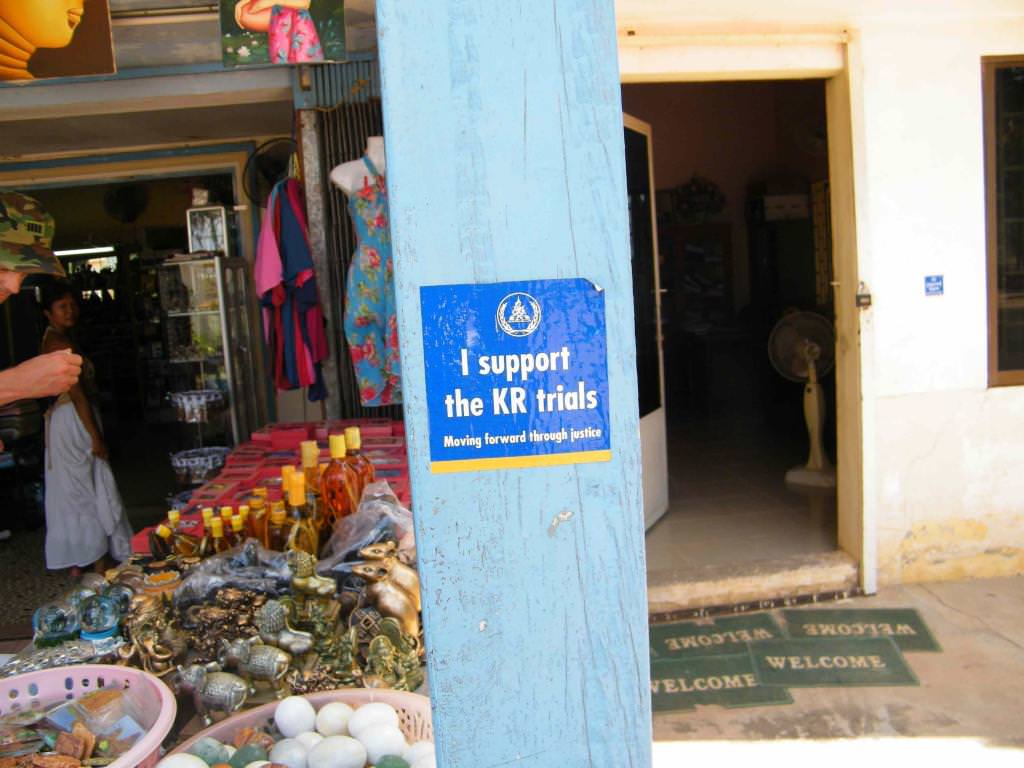 I support
the KR trials
Moving forward through justice
WELCOME
WELCOME
WELCOME
WELCOME